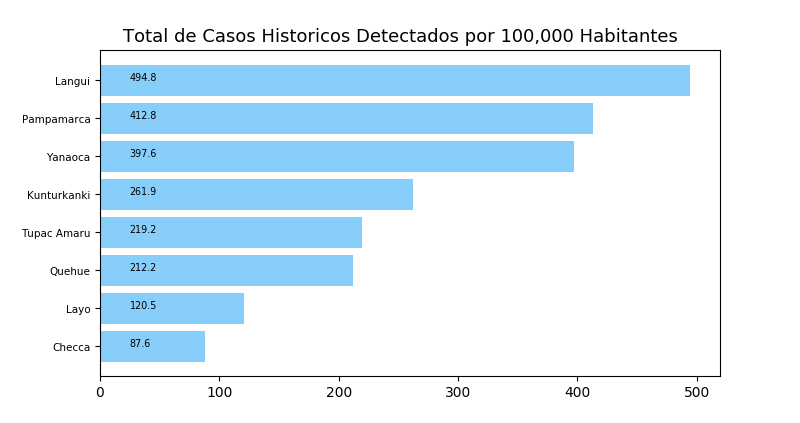 Total de Casos Historicos Detectados por 100,000 Habitantes
Langui 494.8
Pampamarca 412.8
Yanaoca 397.6
Kunturkanki 261.9
Tupac Amaru 219.2
Quehue 212.2
Layo 120.5
Checca 87.6
0 100 200 300 400 500